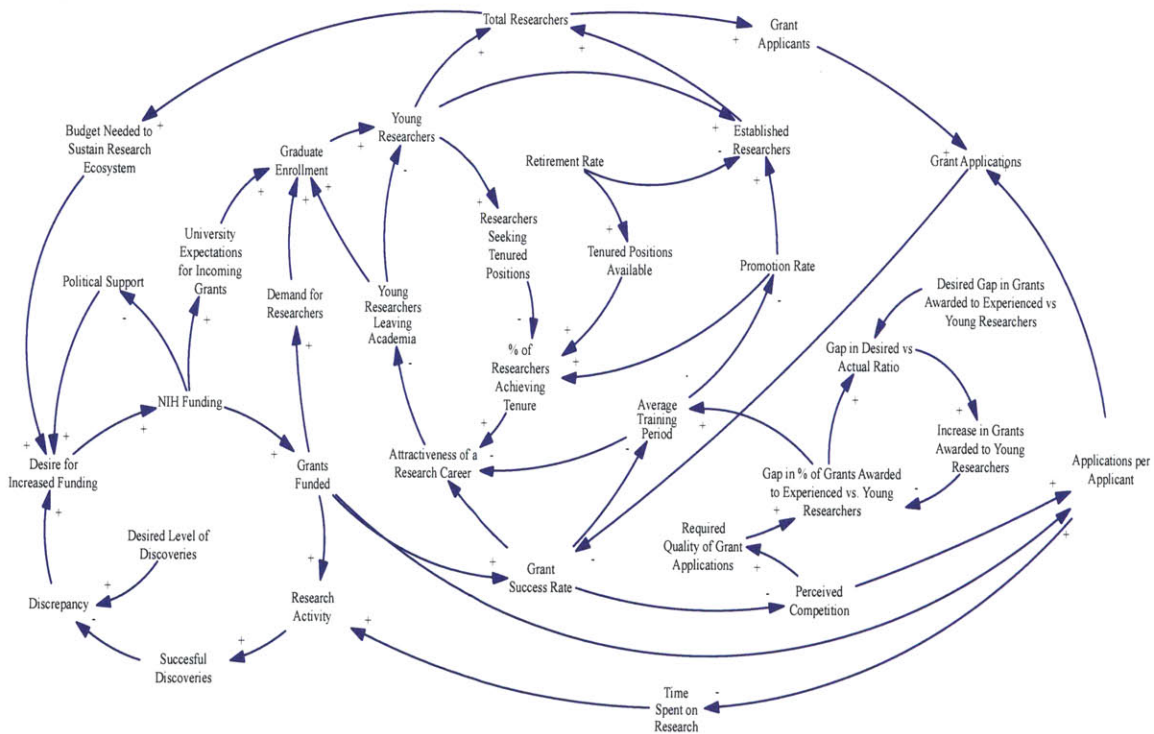 Total Researchers
Grant
Applicants
Budget Needed to
Sustain Research
Ecosystem
Young
Researchers
Graduate
Enrollment
Retirement Rate
Established
Researchers
Grant Applications
University
Expectations
for Incoming
Grants
Researchers
Seeking
Tenured
Positions
Tenured Positions
Available
Promotion Rate
Political Support
Demand for
Researchers
Young
Researchers
Leaving
Academia
Desired Gap in Grants
Awarded to Experienced vs
Young Researchers
Gap in Desired vs
Actual Ratio
% of
Researchers
Achieving
Tenure
NIH Funding
Average
Training
Period
Increase in Grants
Awarded to Young
Researchers
Desire for
Increased Funding
Grants
Funded
Attractiveness of a
Research Career
Gap in % of Grants Awarded
to Experienced vs. Young
Researchers
Applications per
Applicant
Desired Level of
Discoveries
Required
Quality of Grant
Applications
Grant
Success Rate
Perceived
Competition
Discrepancy
Research
Activity
Succesful
Discoveries
Time
Spent on
Research